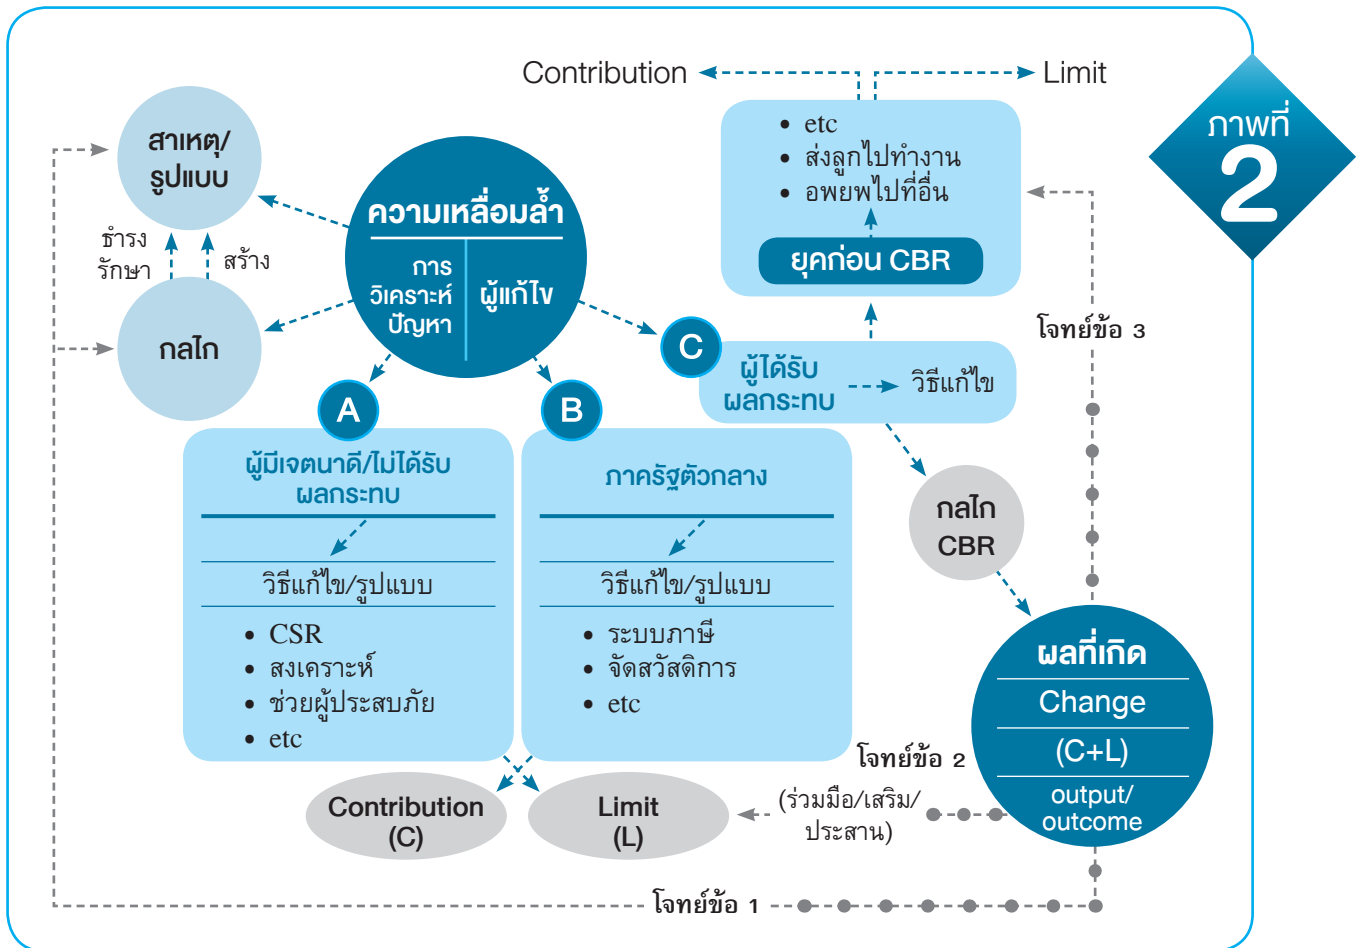 ภาพที่
2
Contribution
Limit
• etc
• ส่งลูกไปทำงาน
• อพยพไปที่อื่น
ยุคก่อน CBR
สาเหตุ/
รูปแบบ
ธำรง
รักษา
สร้าง
กลไก
ความเหลื่อมล้ำ
การ
วิเคราะห์
ปัญหา
ผู้แก้ไข
C
ผู้ได้รับ
ผลกระทบ
วิธีแก้ไข
โจทย์ข้อ 3
A
ผู้มีเจตนาดี/ไม่ได้รับ
ผลกระทบ
วิธีแก้ไข/รูปแบบ
• CSR
• สงเคราะห์
• ช่วยผู้ประสบภัย
• etc
B
ภาครัฐตัวกลาง
วิธีแก้ไข/รูปแบบ
• ระบบภาษี
• จัดสวัสดิการ
• etc
กลไก
CBR
ผลที่เกิด
Change
(C+L)
output/
outcome
Contribution
(C)
Limit
(L)
โจทย์ข้อ 2
(ร่วมมือ/เสริม/
ประสาน)
โจทย์ข้อ 1